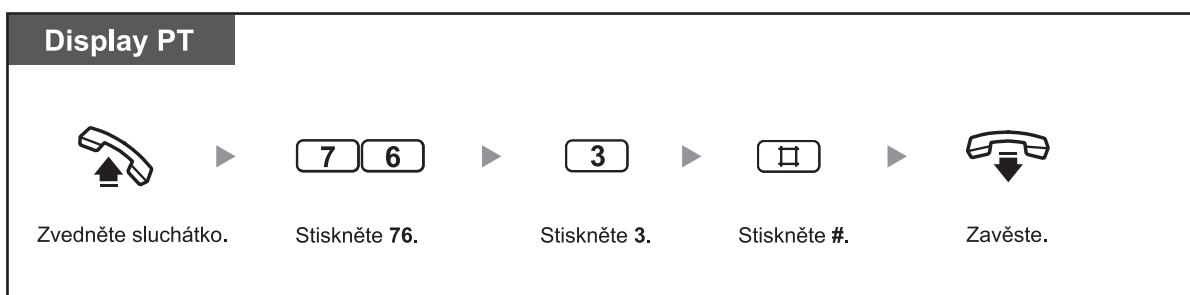 Display PT
7 6 3 #
Zvedněte sluchátko. Stiskněte 76. Stiskněte 3. Stiskněte #. Zavěste.